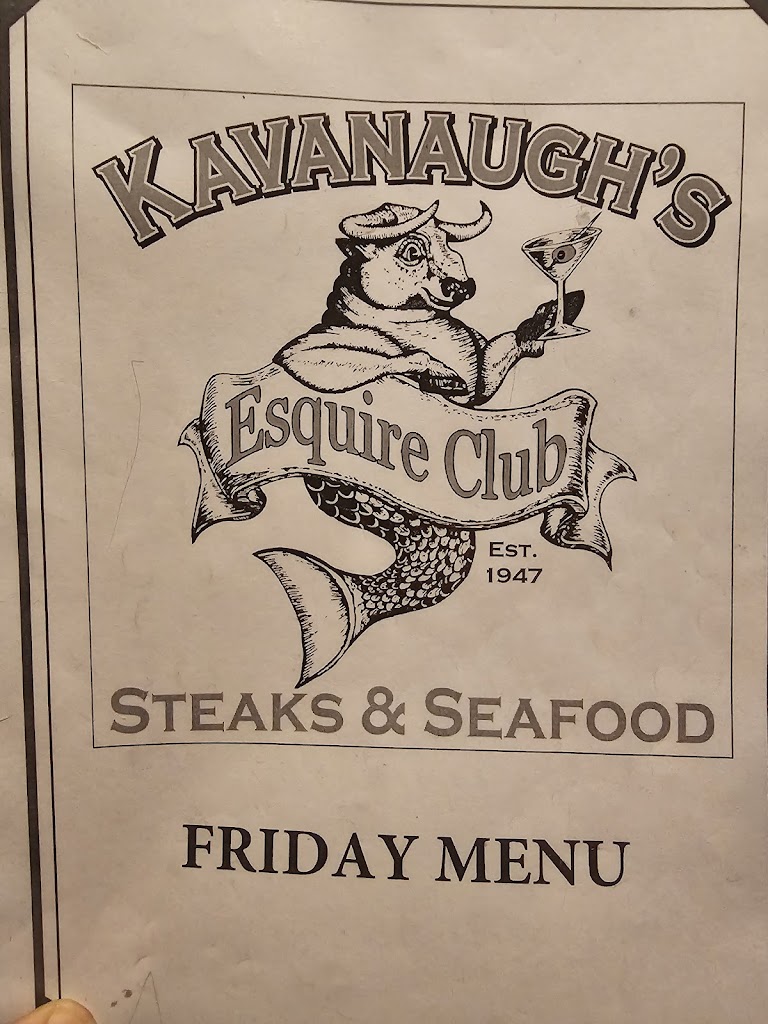 KAVANAUGH'S
Esquire Club
EST.
1947
STEAKS & SEAFOOD
FRIDAY MENU